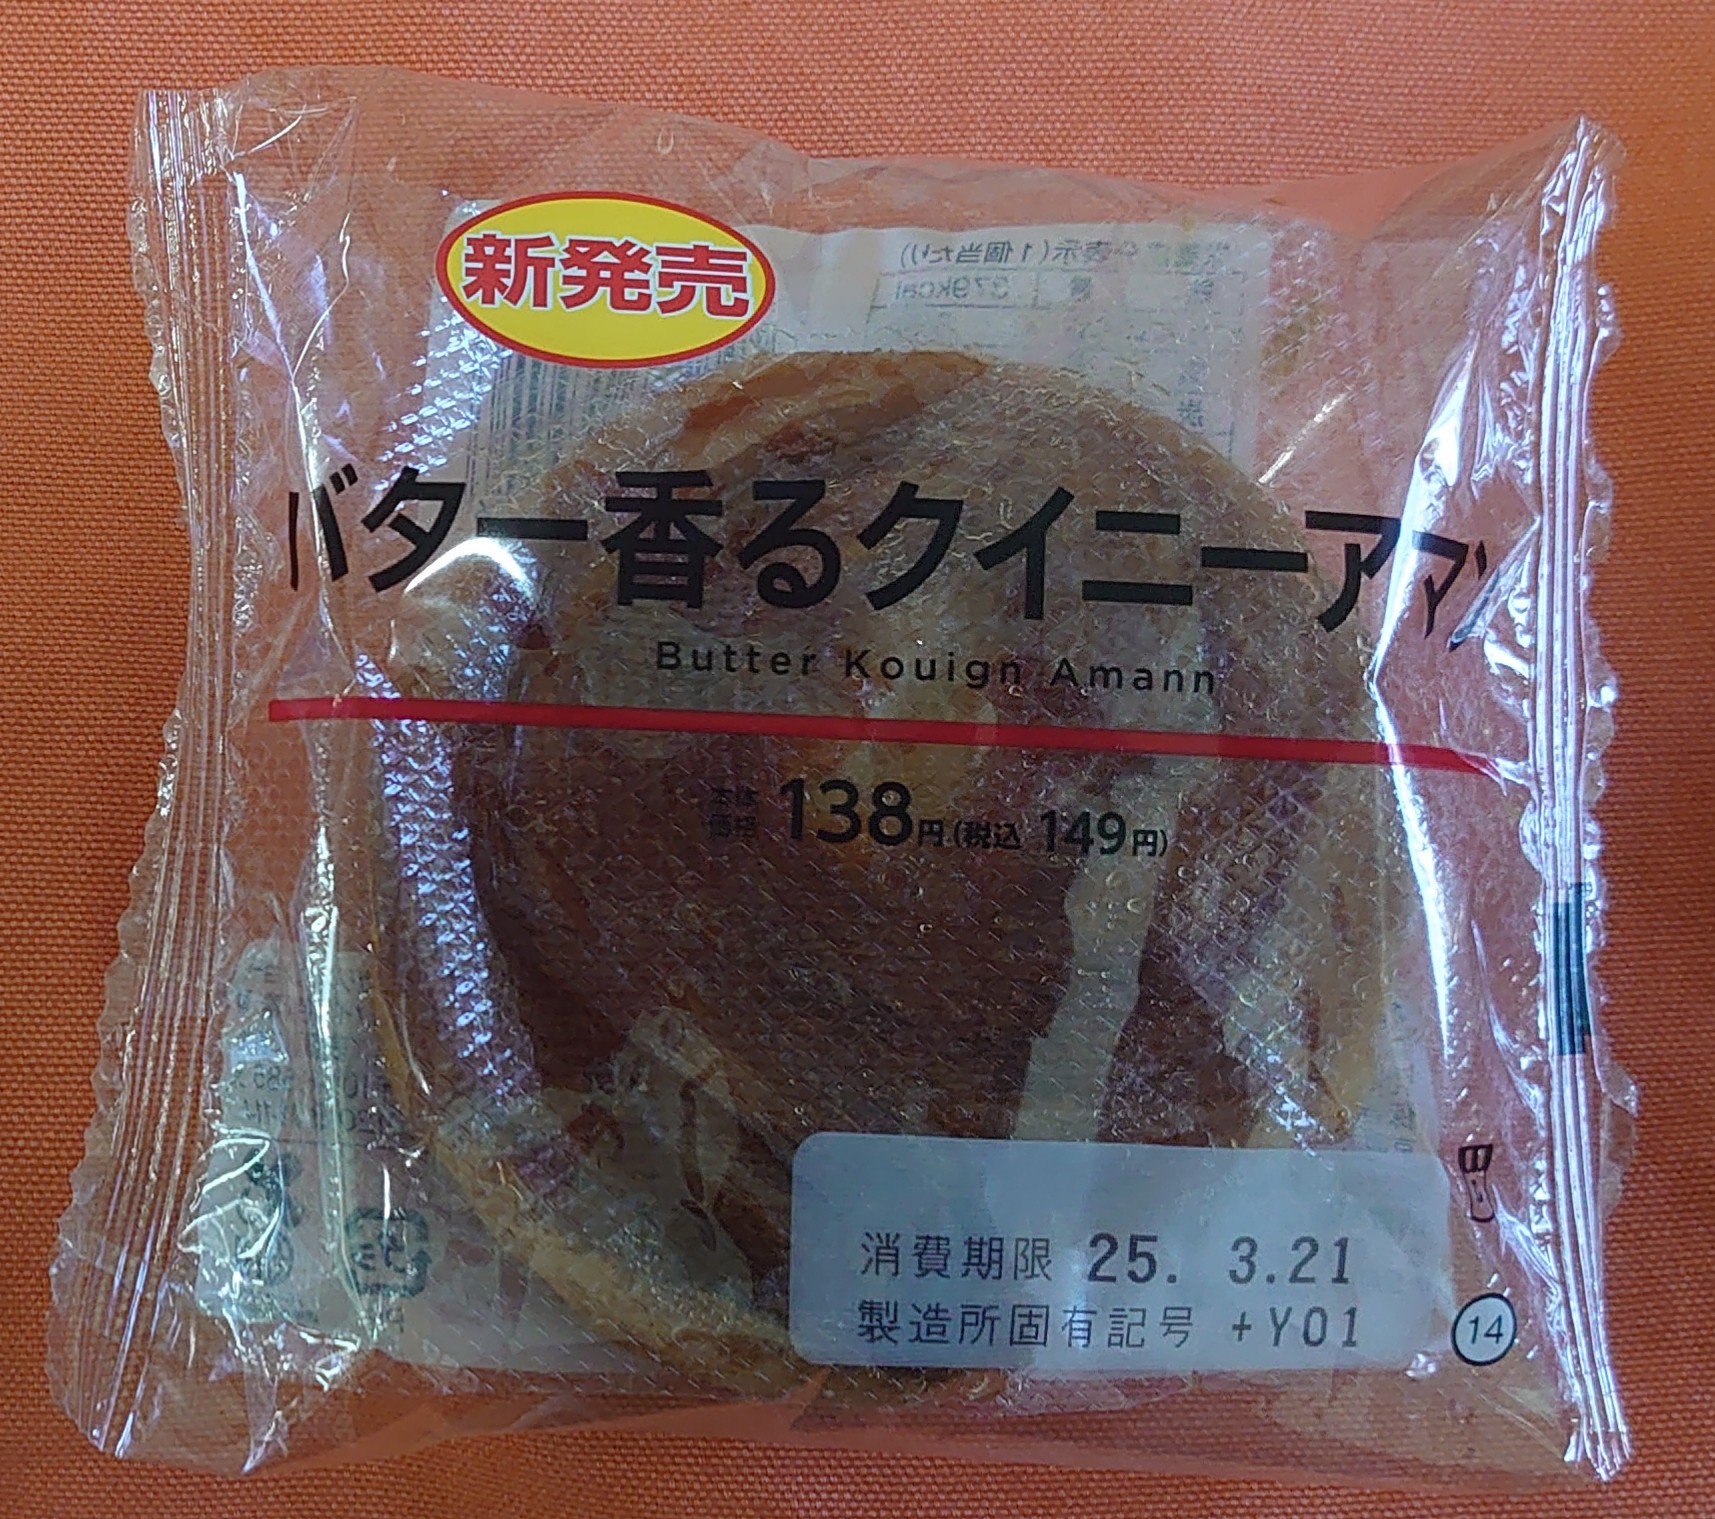 新発売
バター香るクイニーアマン
Butter Kouign Amann
本体価格 138円(税込 149円)
消費期限 25. 3.21
製造所固有記号 +Y01
14